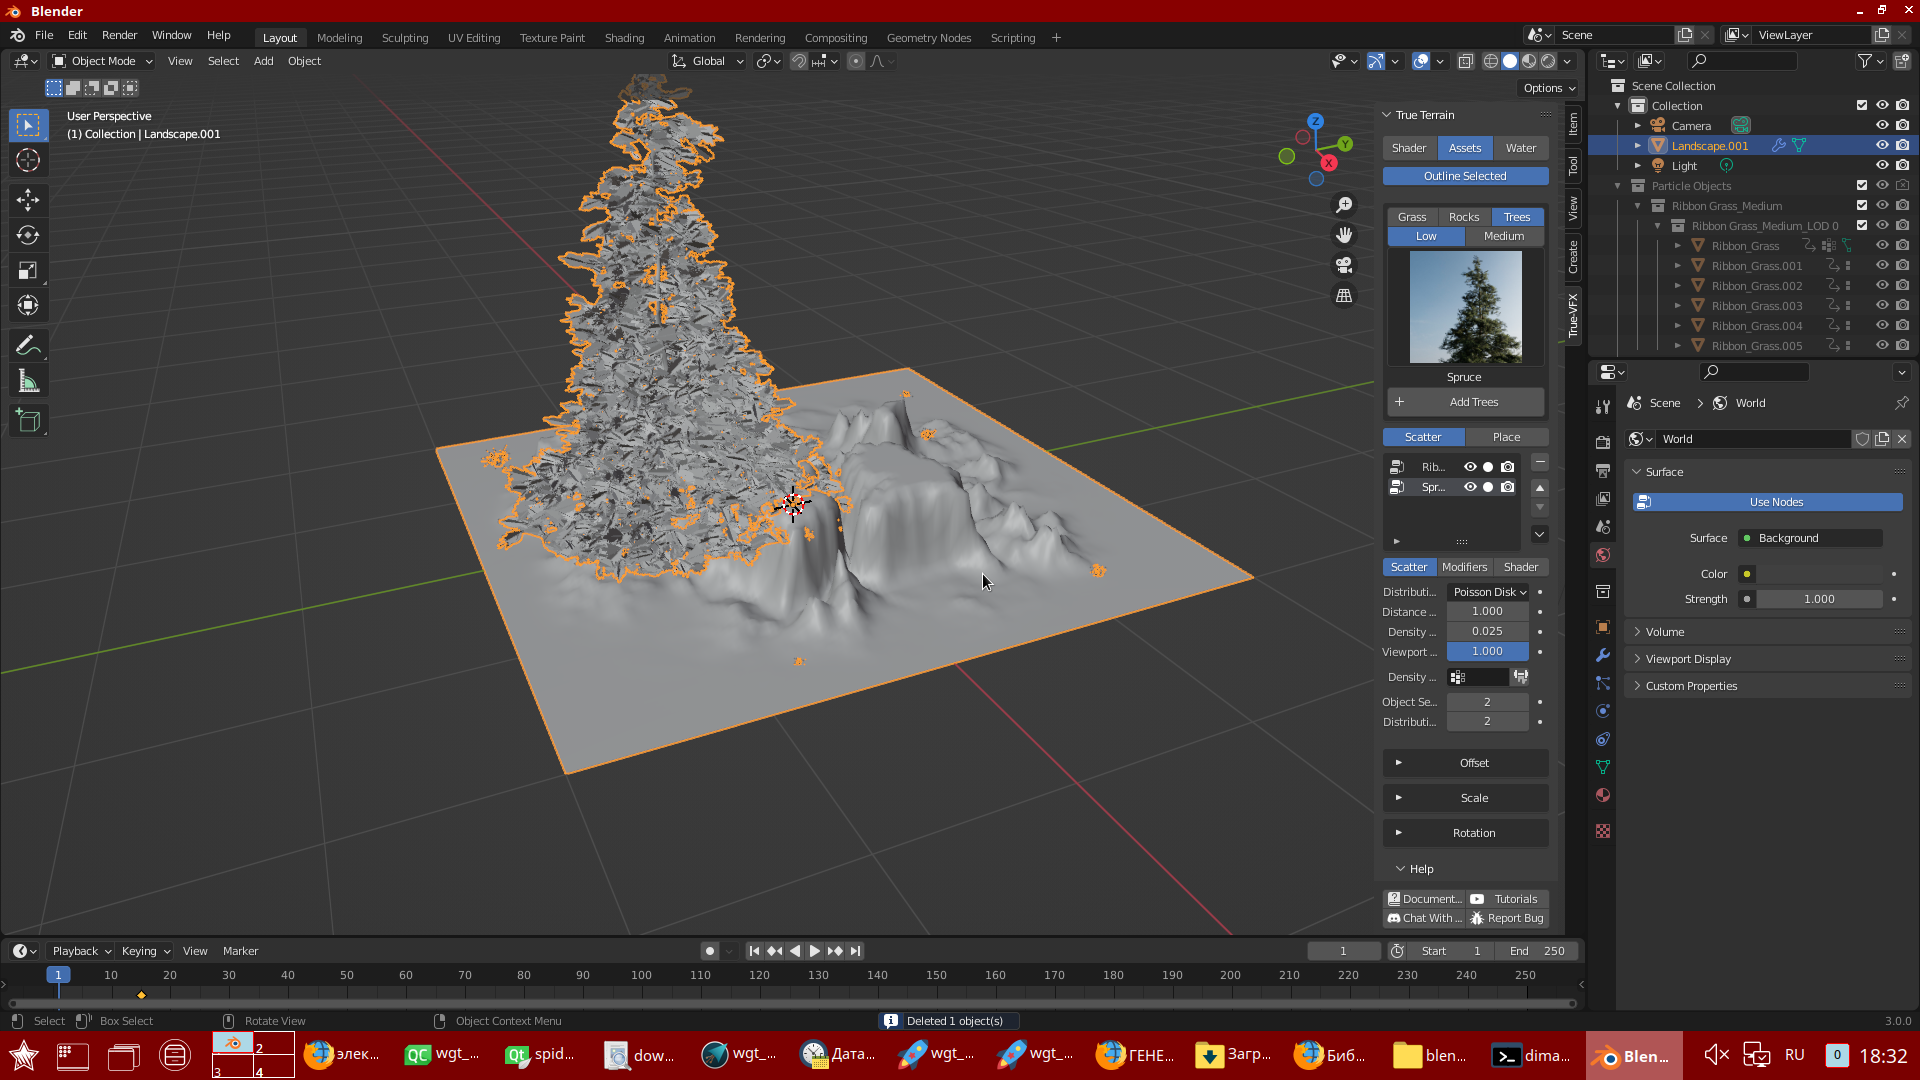 Blender
File Edit Render Window Help
Layout Modeling Sculpting UV Editing Texture Paint Shading Animation Rendering Compositing Geometry Nodes Scripting +
Scene
ViewLayer
Object Mode View Select Add Object
Global
Options
User Perspective
(1) Collection | Landscape.001
Z
Y
X
True Terrain
Shader Assets Water
Outline Selected
Grass Rocks Trees
Low Medium
Spruce
+ Add Trees
Scatter Place
Rib...
Spr...
Scatter Modifiers Shader
Distributi... Poisson Disk
Distance ... 1.000
Density ... 0.025
Viewport ... 1.000
Density ...
Object Se... 2
Distributi... 2
Offset
Scale
Rotation
Help
Document... Tutorials
Chat With ... Report Bug
Item
Tool
View
Create
True-VFX
Scene Collection
Collection
Camera
Landscape.001
Light
Particle Objects
Ribbon Grass_Medium
Ribbon Grass_Medium_LOD 0
Ribbon_Grass
Ribbon_Grass.001
Ribbon_Grass.002
Ribbon_Grass.003
Ribbon_Grass.004
Ribbon_Grass.005
Scene > World
World
Surface
Use Nodes
Surface Background
Color
Strength 1.000
Volume
Viewport Display
Custom Properties
Playback Keying View Marker
1 Start 1 End 250
1 10 20 30 40 50 60 70 80 90 100 110 120 130 140 150 160 170 180 190 200 210 220 230 240 250
Select Box Select Rotate View Object Context Menu
Deleted 1 object(s)
3.0.0
2
3 4
элек...
wgt_...
spid...
dow...
wgt_...
Дата...
wgt_...
wgt_...
ГЕНЕ...
Загр...
Биб...
blen...
dima...
Blen...
RU
0
18:32